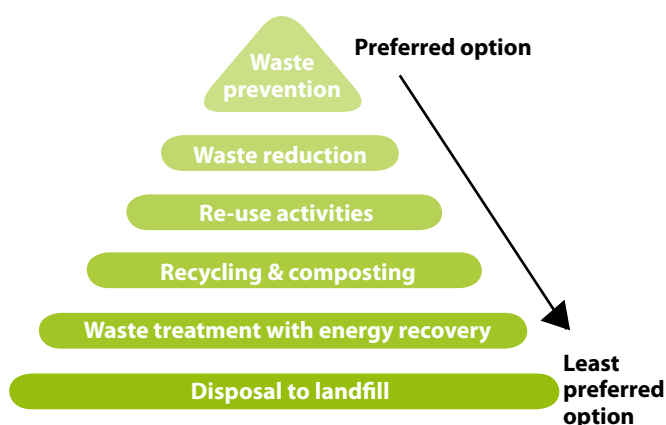 Preferred option
Waste
prevention
Waste reduction
Re-use activities
Recycling & composting
Waste treatment with energy recovery
Disposal to landfill
Least
preferred
option